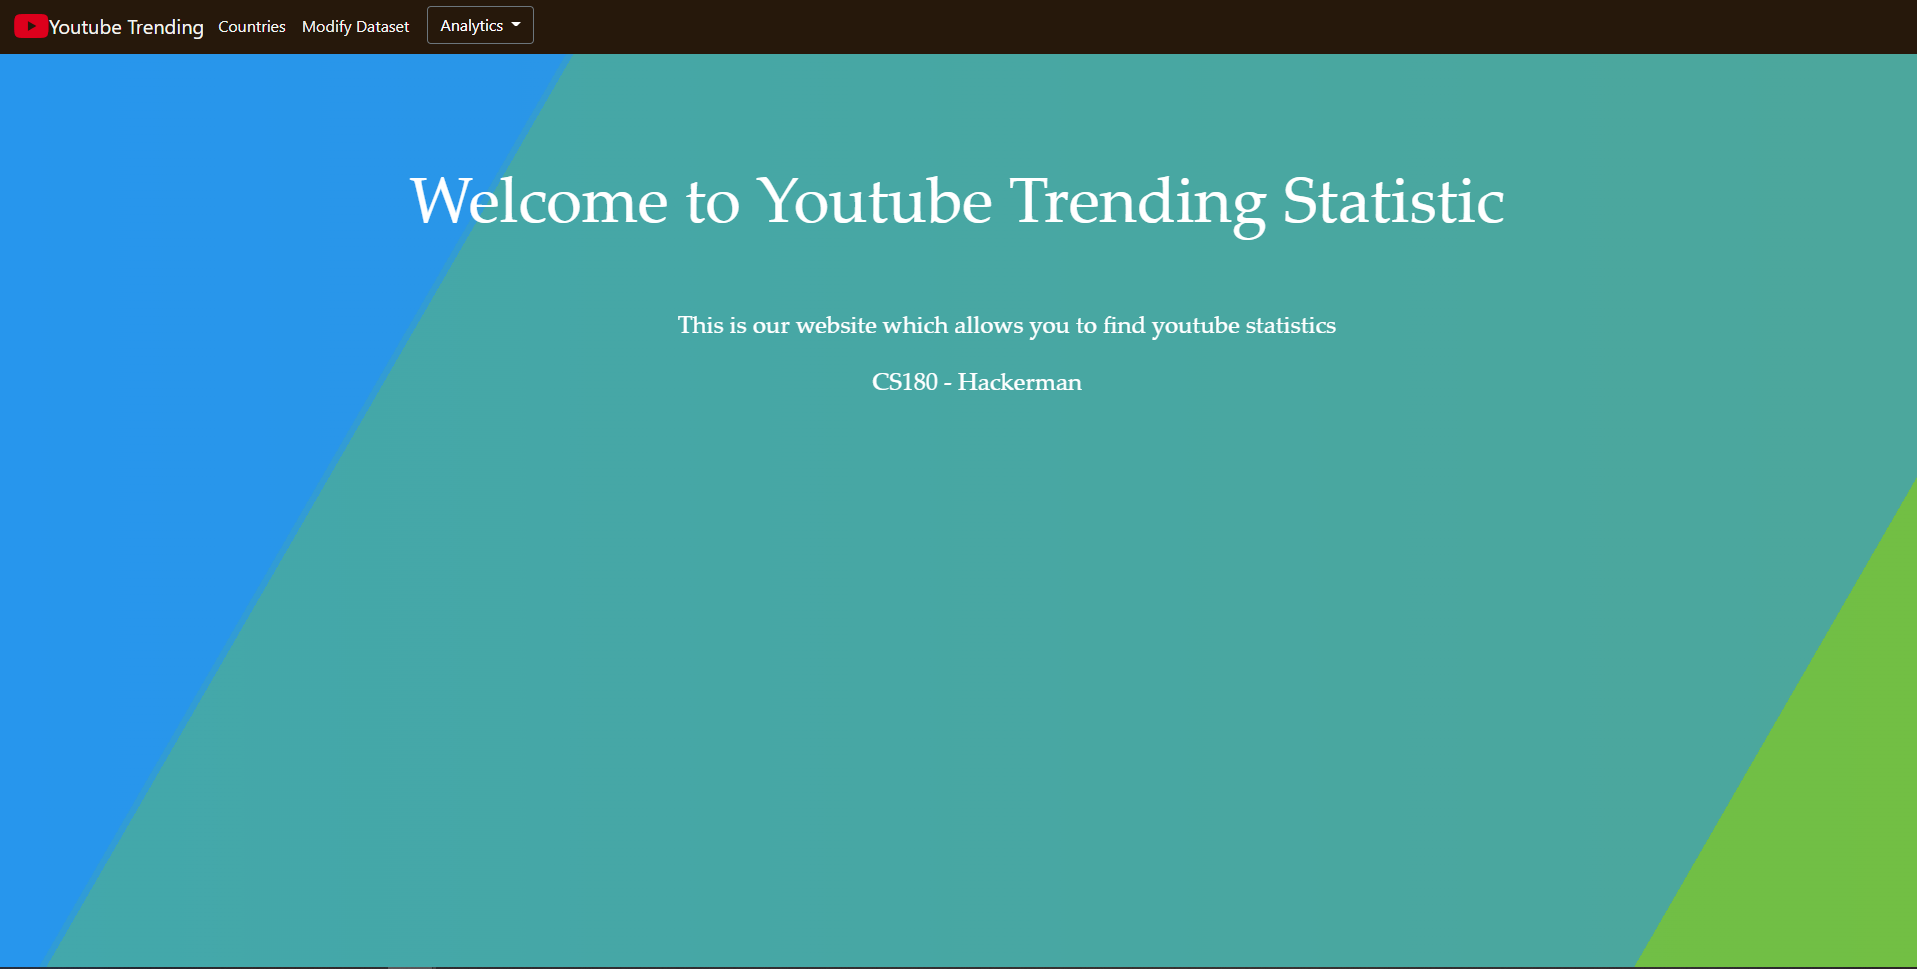 Youtube Trending Countries Modify Dataset Analytics
Welcome to Youtube Trending Statistic
This is our website which allows you to find youtube statistics
CS180 - Hackerman